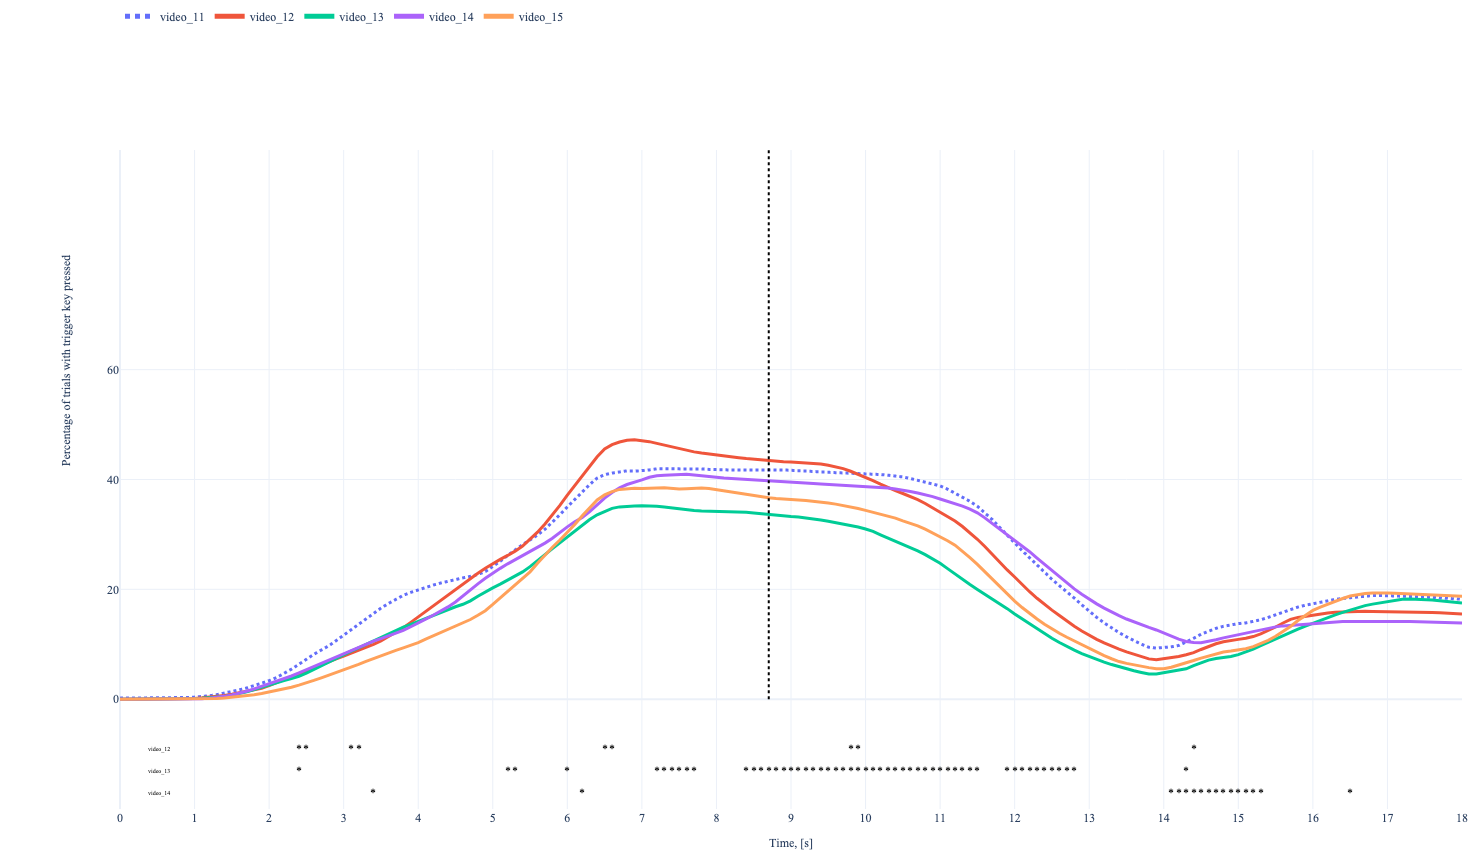 video_11 video_12 video_13 video_14 video_15
Percentage of trials with trigger key pressed
60
40
20
0
video_12 ** ** ** ** *
video_13 * ** * ****** ******************************** ********** *
video_14 * * ************* *
0 1 2 3 4 5 6 7 8 9 10 11 12 13 14 15 16 17 18
Time, [s]